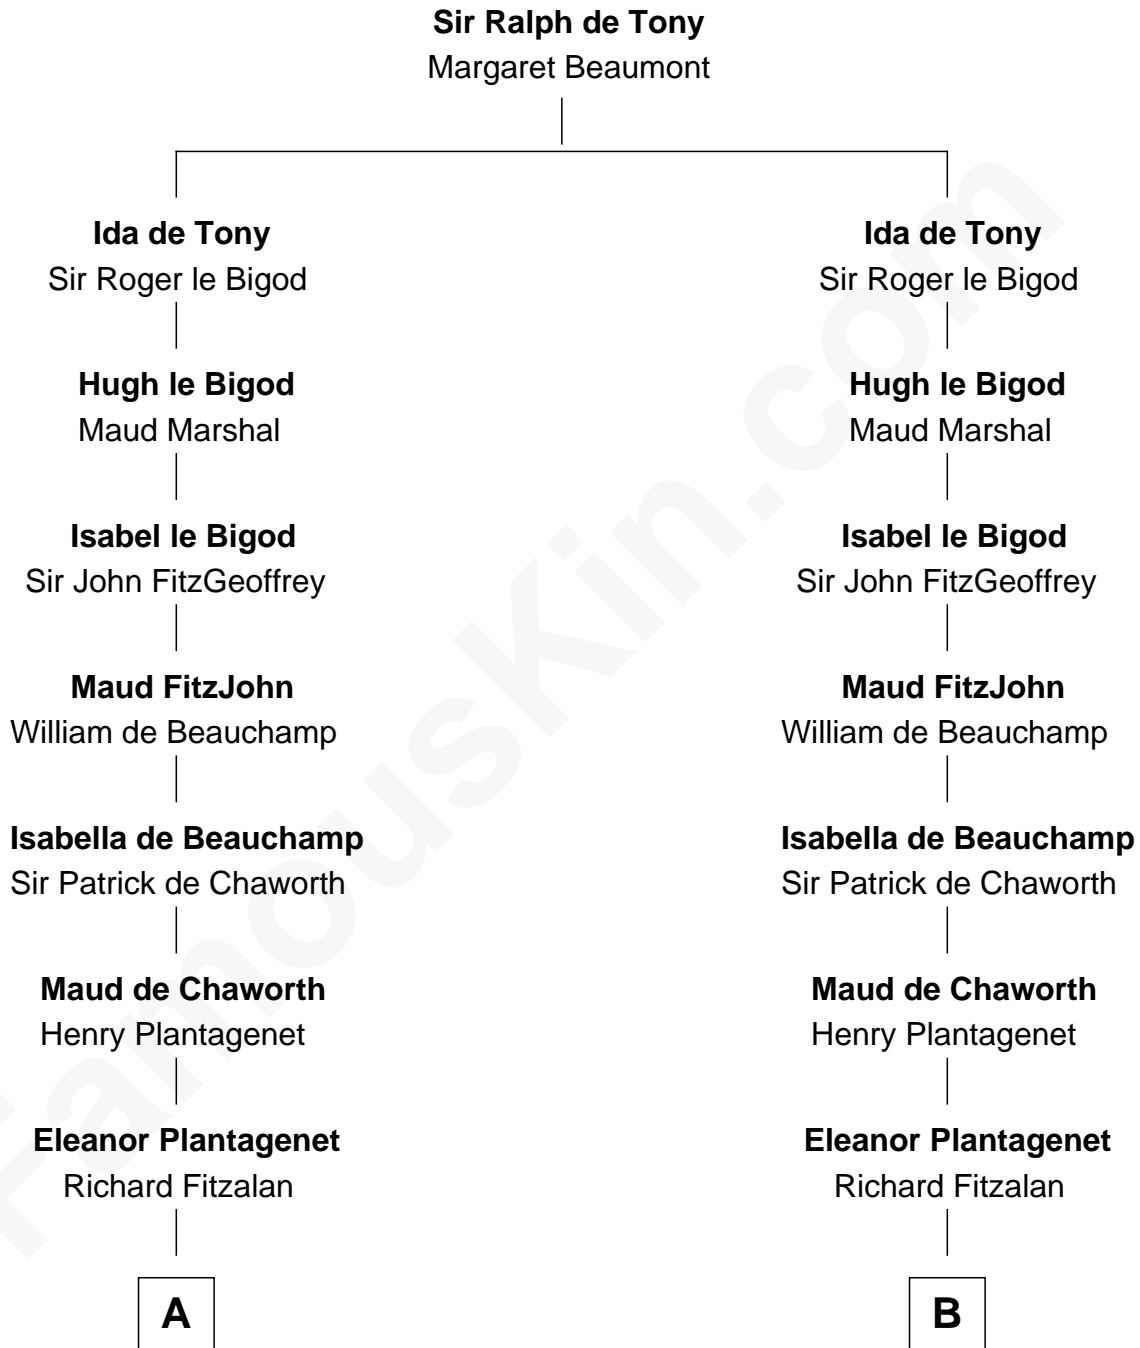 Sir Ralph de Tony
Margaret Beaumont
Ida de Tony
Sir Roger le Bigod
Hugh le Bigod
Maud Marshal
Isabel le Bigod
Sir John FitzGeoffrey
Maud FitzJohn
William de Beauchamp
Isabella de Beauchamp
Sir Patrick de Chaworth
Maud de Chaworth
Henry Plantagenet
Eleanor Plantagenet
Richard Fitzalan
A
Ida de Tony
Sir Roger le Bigod
Hugh le Bigod
Maud Marshal
Isabel le Bigod
Sir John FitzGeoffrey
Maud FitzJohn
William de Beauchamp
Isabella de Beauchamp
Sir Patrick de Chaworth
Maud de Chaworth
Henry Plantagenet
Eleanor Plantagenet
Richard Fitzalan
B
FamousKin.com